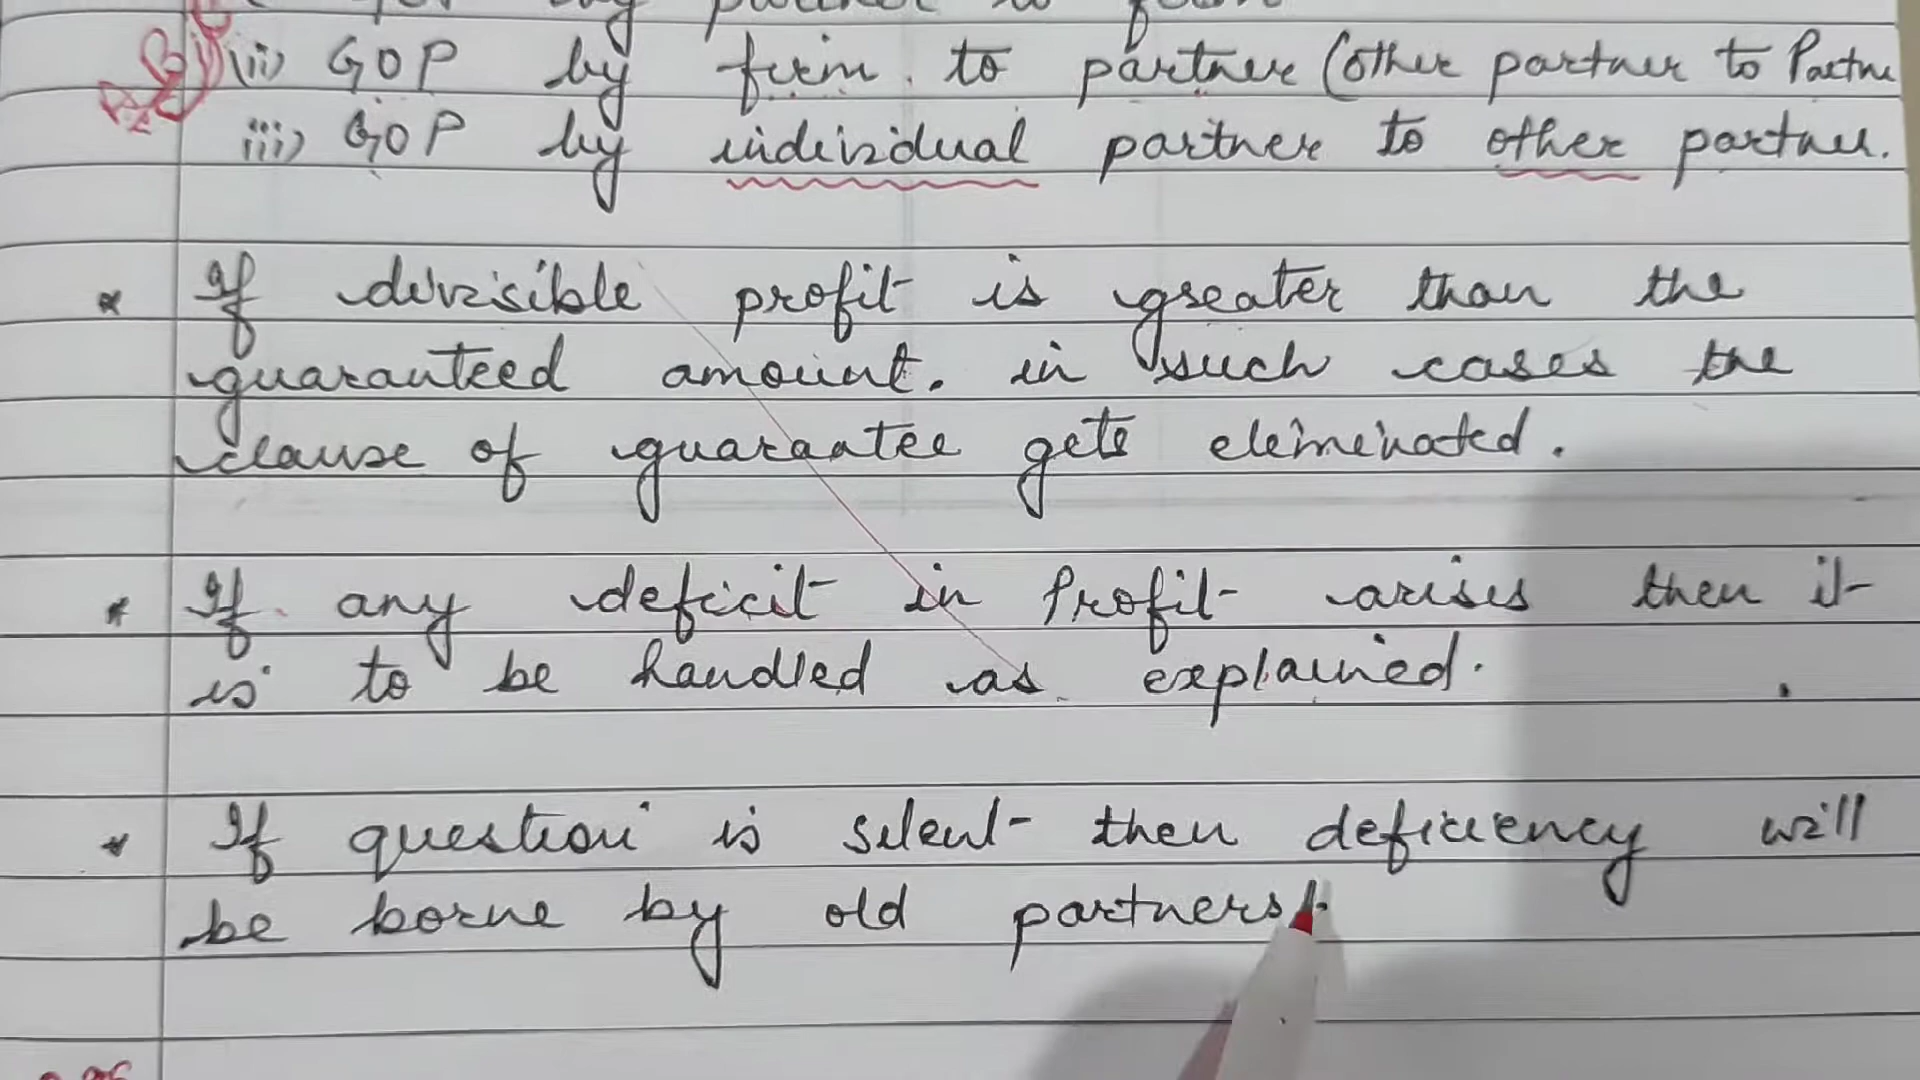 (ii) GOP by firm to partner (other partner to Partne
iii) GOP by individual partner to other partner.
* If divisible profit is greater than the
guaranteed amount. in such cases the
clause of guarantee gets eleminated.
* If any deficit in Profit arises then it
is to be handled as explained.
* If question is silent then deficiency will
be borne by old partners.